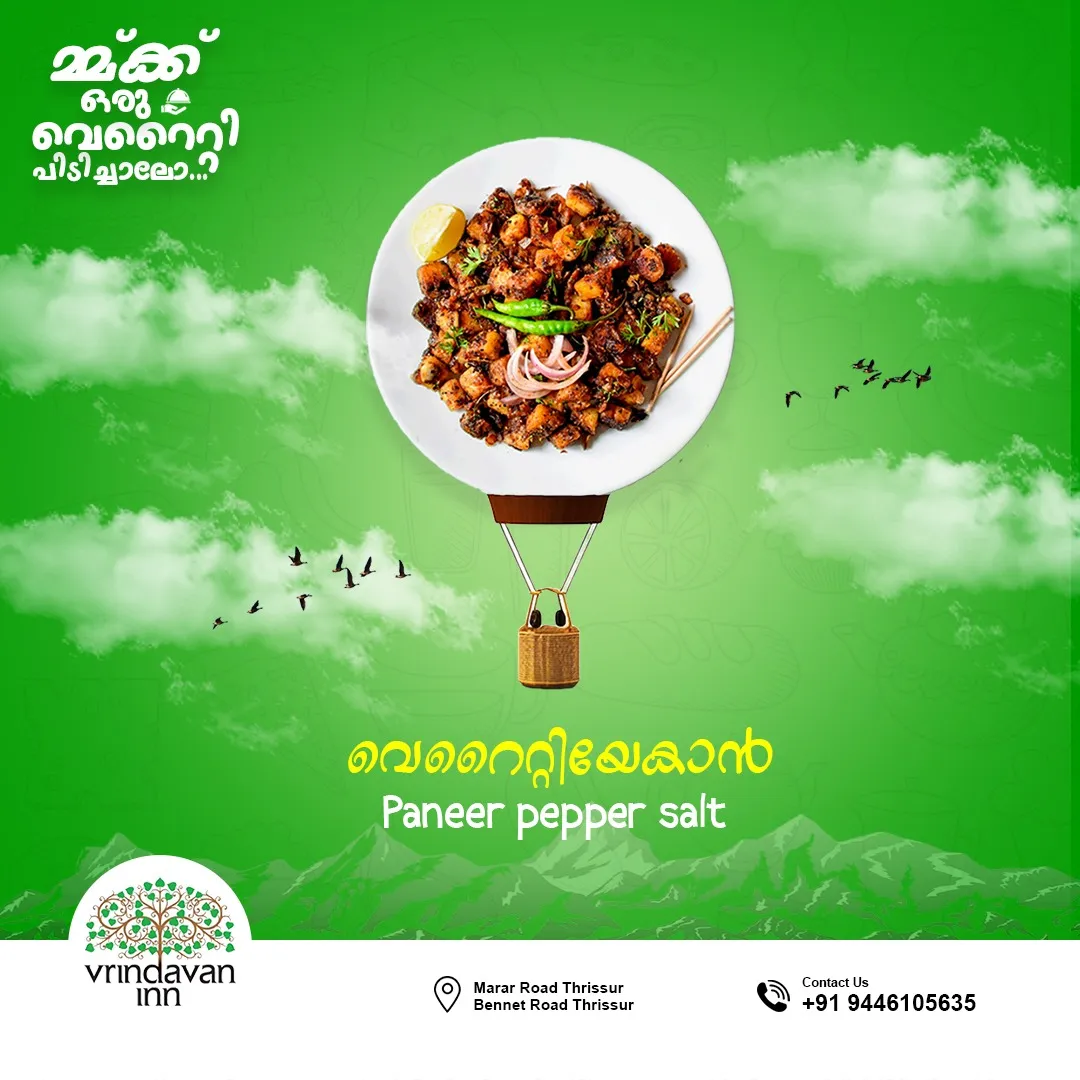 മ്മ്ക്ക്
ഒരു
വെറൈറ്റി
പിടിച്ചാലോ...?
വെറൈറ്റിയേകാൻ
Paneer pepper salt
vrindavan
inn
Marar Road Thrissur
Bennet Road Thrissur
Contact Us
+91 9446105635